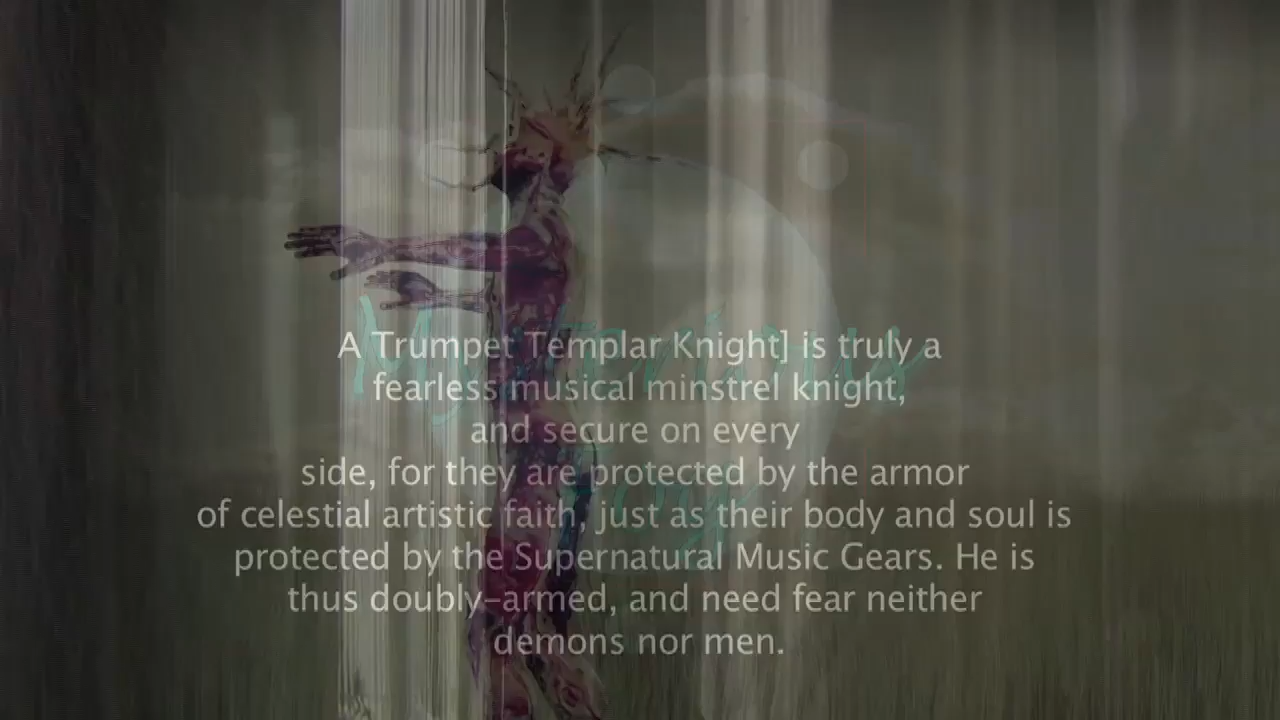 A Trumpet Templar Knight] is truly a
fearless musical minstrel knight,
and secure on every
side, for they are protected by the armor
of celestial artistic faith, just as their body and soul is
protected by the Supernatural Music Gears. He is
thus doubly-armed, and need fear neither
demons nor men.
Mysterious